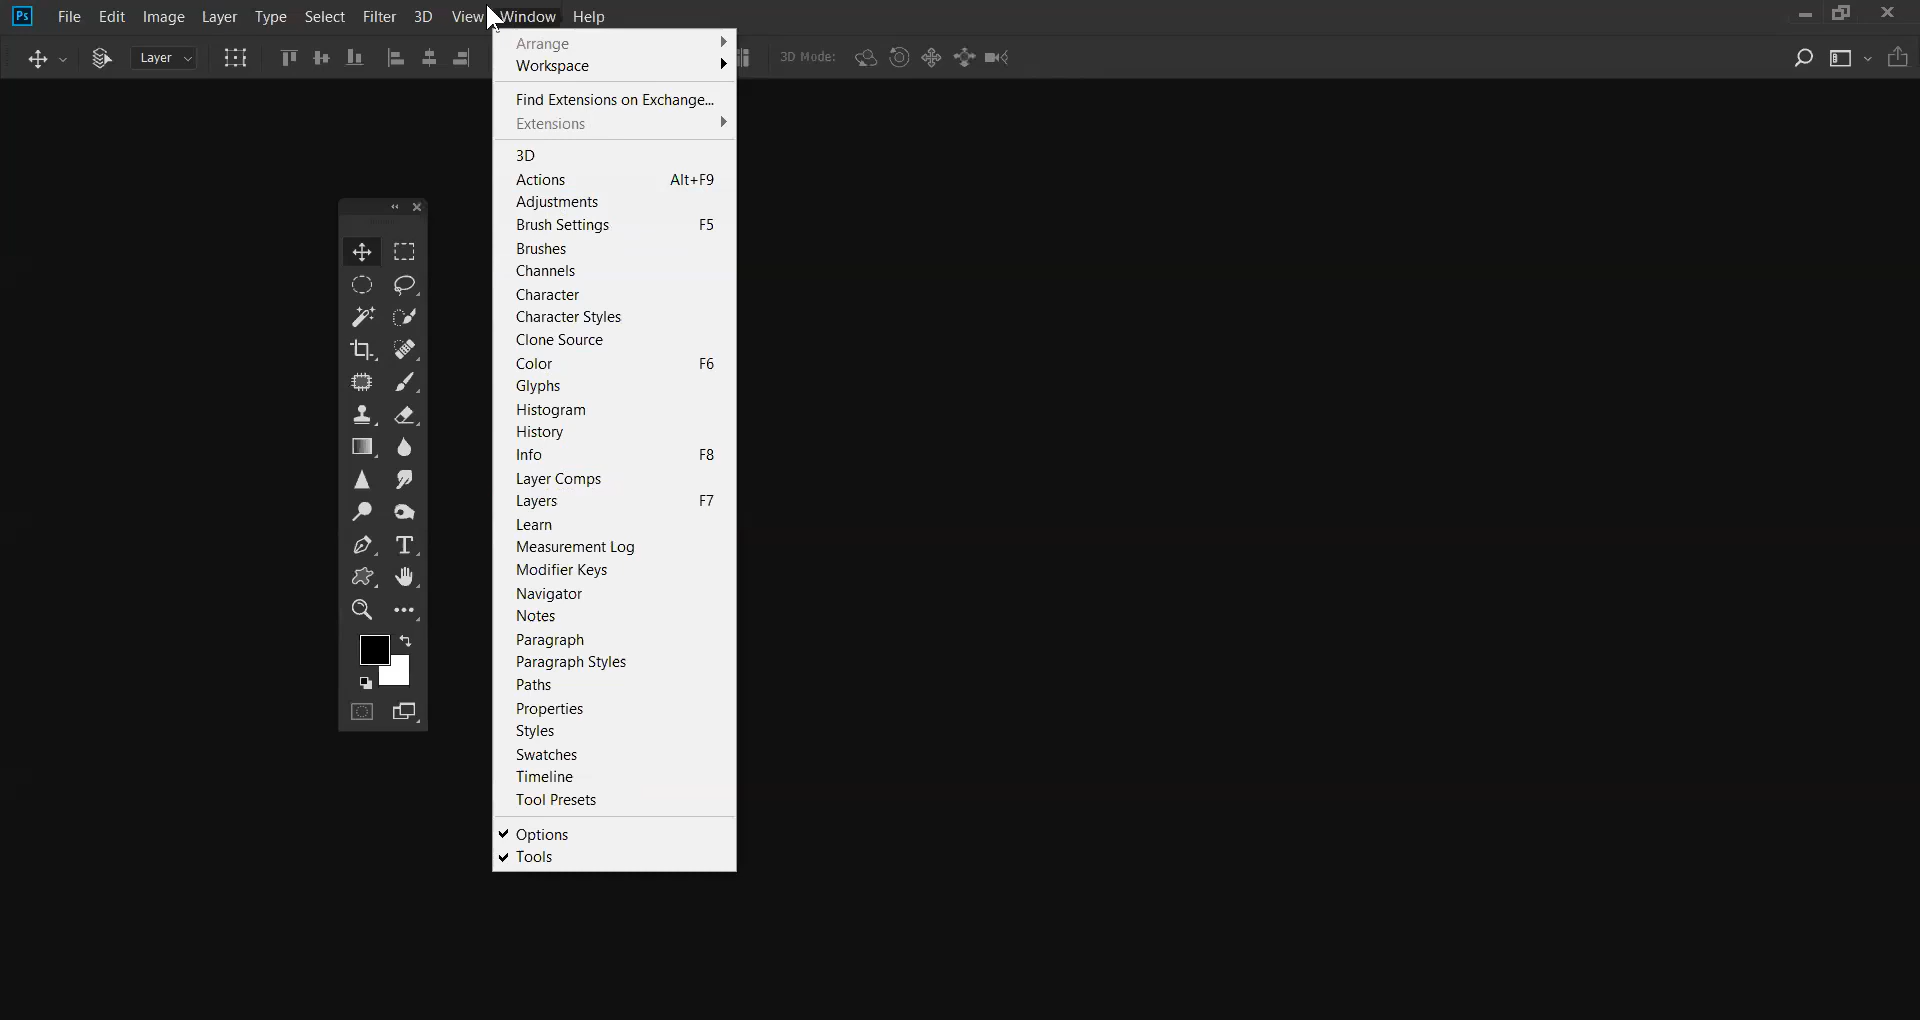 Ps File Edit Image Layer Type Select Filter 3D View Window Help
Layer 3D Mode:
Arrange
Workspace
Find Extensions on Exchange...
Extensions
3D
Actions Alt+F9
Adjustments
Brush Settings F5
Brushes
Channels
Character
Character Styles
Clone Source
Color F6
Glyphs
Histogram
History
Info F8
Layer Comps
Layers F7
Learn
Measurement Log
Modifier Keys
Navigator
Notes
Paragraph
Paragraph Styles
Paths
Properties
Styles
Swatches
Timeline
Tool Presets
Options
Tools